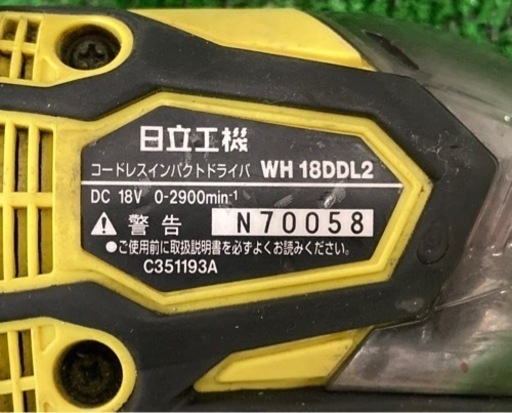 日立工機
コードレスインパクトドライバ WH 18DDL2
DC 18V 0-2900min-1
⚠ 警告 N70058
●ご使用前に取扱説明書を必ずよくお読みください。
C351193A